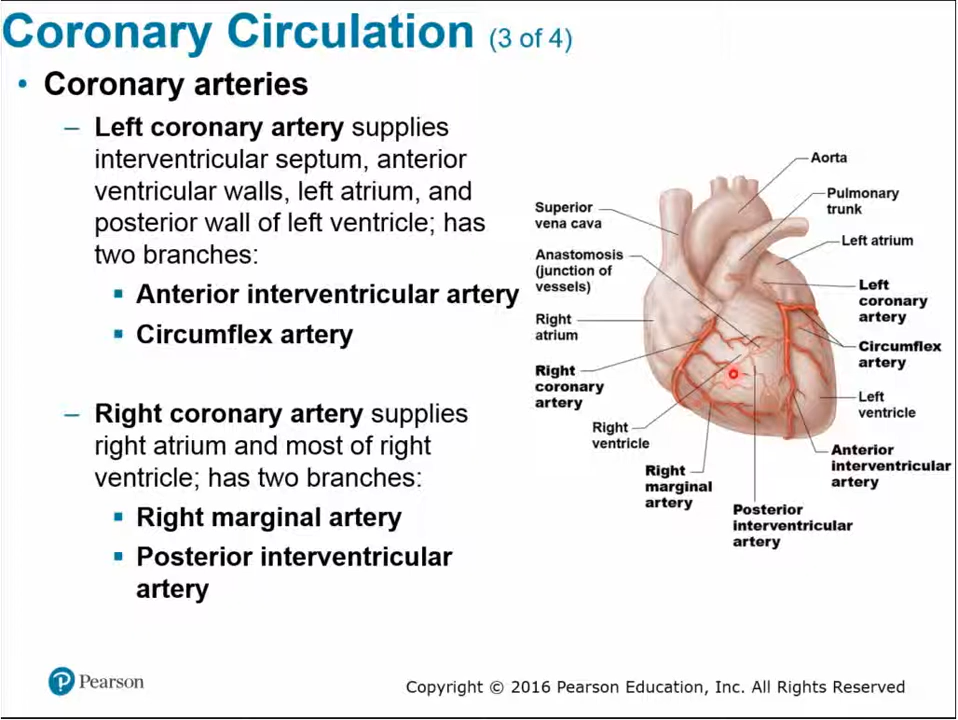 Coronary Circulation (3 of 4)
• Coronary arteries
– Left coronary artery supplies
interventricular septum, anterior
ventricular walls, left atrium, and
posterior wall of left ventricle; has
two branches:
▪ Anterior interventricular artery
▪ Circumflex artery
– Right coronary artery supplies
right atrium and most of right
ventricle; has two branches:
▪ Right marginal artery
▪ Posterior interventricular
artery
Aorta
Pulmonary
trunk
Left atrium
Left
coronary
artery
Circumflex
artery
Left
ventricle
Anterior
interventricular
artery
Superior
vena cava
Anastomosis
(junction of
vessels)
Right
atrium
Right
coronary
artery
Right
ventricle
Right
marginal
artery
Posterior
interventricular
artery
Pearson
Copyright © 2016 Pearson Education, Inc. All Rights Reserved